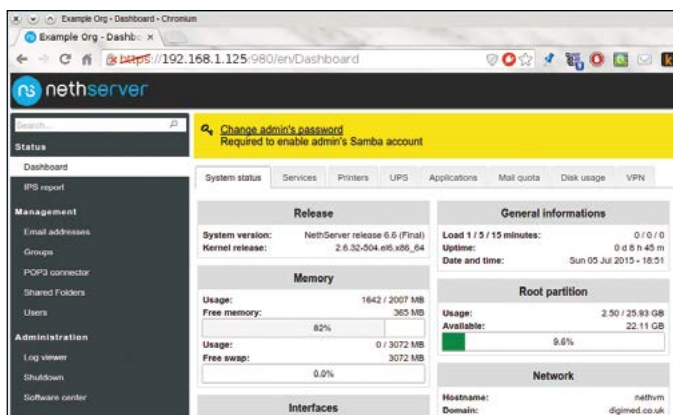 Example Org - Dashboard - Chromium
Example Org - Dashbo ×
https://192.168.1.125:980/en/Dashboard
ns nethserver
Search...
Status
Dashboard
IPS report
Management
Email addresses
Groups
POP3 connector
Shared Folders
Users
Administration
Log viewer
Shutdown
Software center
Change admin's password
Required to enable admin's Samba account
System status Services Printers UPS Applications Mail quota Disk usage VPN
Release
System version: NethServer release 6.6 (Final)
Kernel release: 2.6.32-504.el6.x86_64
Memory
Usage: 1642 / 2007 MB
Free memory: 365 MB
82%
Usage: 0 / 3072 MB
Free swap: 3072 MB
0.0%
Interfaces
General informations
Load 1 / 5 / 15 minutes: 0 / 0 / 0
Uptime: 0 d 8 h 45 m
Date and time: Sun 05 Jul 2015 - 18:51
Root partition
Usage: 2.50 / 25.93 GB
Available: 22.11 GB
9.6%
Network
Hostname: nethvm
Domain: digimed.co.uk